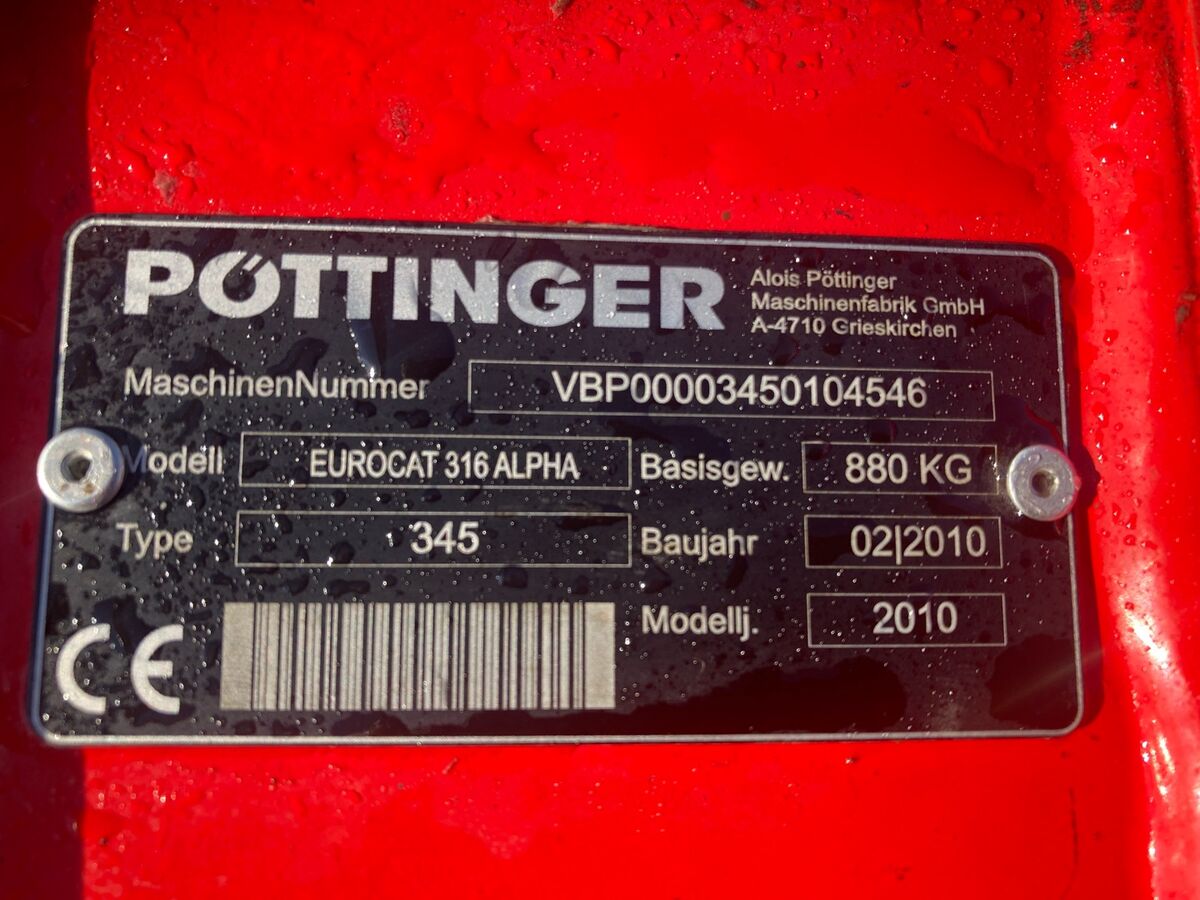 PÖTTINGER
Alois Pöttinger
Maschinenfabrik GmbH
A-4710 Grieskirchen
MaschinenNummer VBP00003450104546
Modell EUROCAT 316 ALPHA Basisgew. 880 KG
Type 345 Baujahr 02|2010
Modellj. 2010
CE